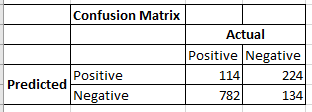 Confusion Matrix
Actual
Positive Negative
Predicted Positive 114 224
Negative 782 134